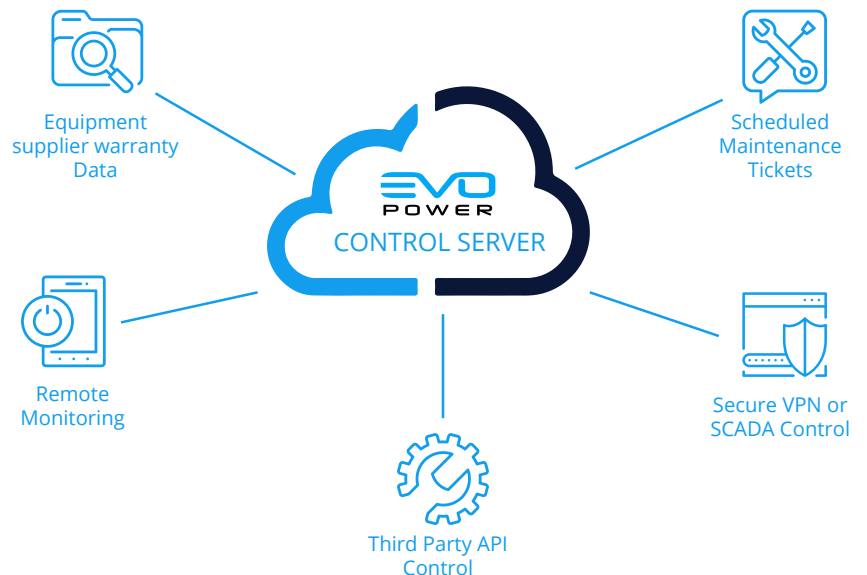 Equipment
supplier warranty
Data
Scheduled
Maintenance
Tickets
EVO
POWER
CONTROL SERVER
Remote
Monitoring
Secure VPN or
SCADA Control
Third Party API
Control